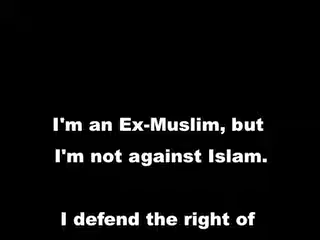 I'm an Ex-Muslim, but
I'm not against Islam.
I defend the right of